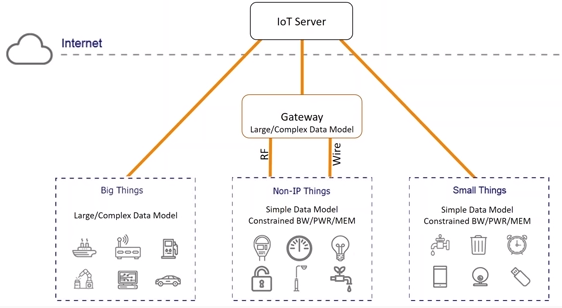 IoT Server
Internet
Gateway
Large/Complex Data Model
RF
Wire
Big Things
Large/Complex Data Model
Non-IP Things
Simple Data Model
Constrained BW/PWR/MEM
Small Things
Simple Data Model
Constrained BW/PWR/MEM